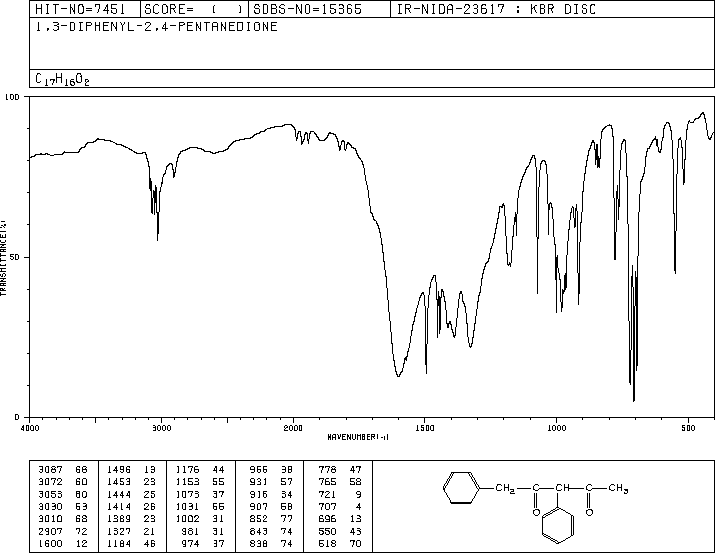 HIT-NO=7451 SCORE= ( ) SDBS-NO=15365 IR-NIDA-23617 : KBR DISC
1,3-DIPHENYL-2,4-PENTANEDIONE
C17H16O2
100
TRANSMITTANCE(%)
50
0
4000 3000 2000 1500 1000 500
WAVENUMBER(-1)
3087 68 1496 13 1176 44 966 38 778 47
3072 60 1453 23 1153 55 931 57 765 58
3053 60 1444 25 1073 37 916 34 721 9
3030 53 1414 26 1031 55 907 68 707 4
3010 68 1389 23 1002 31 852 77 696 13
2907 72 1327 21 981 31 843 74 550 43
1600 12 1184 46 974 37 838 74 518 70
CH2 C CH C CH3
O O